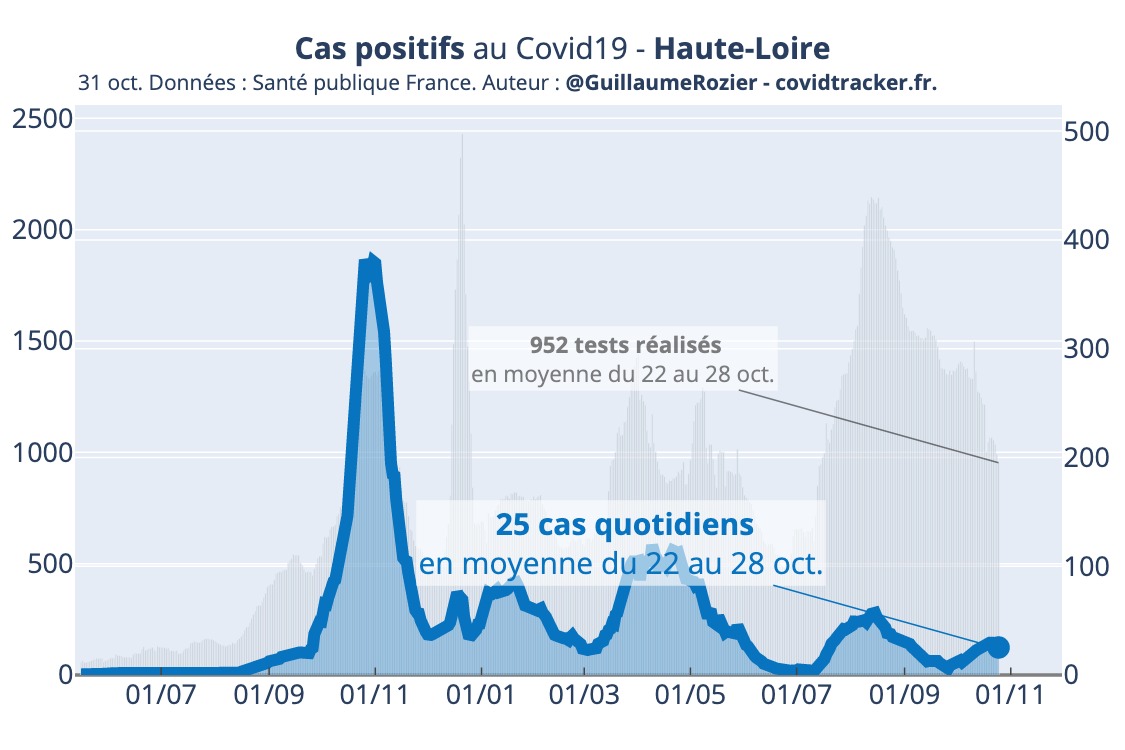 Cas positifs au Covid19 - Haute-Loire
31 oct. Données : Santé publique France. Auteur : @GuillaumeRozier - covidtracker.fr.
2500
2000
1500
1000
500
0
500
400
300
200
100
0
952 tests réalisés
en moyenne du 22 au 28 oct.
25 cas quotidiens
en moyenne du 22 au 28 oct.
01/07 01/09 01/11 01/01 01/03 01/05 01/07 01/09 01/11